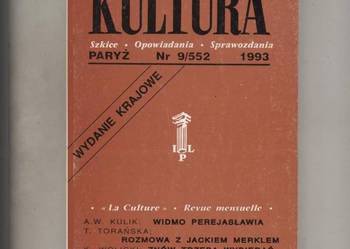 KULTURA
Szkice • Opowiadania • Sprawozdania
PARYŻ Nr 9/552 1993
WYDANIE KRAJOWE
I L
P
• «La Culture» • Revue mensuelle •
A.W. KULIK: WIDMO PEREJASŁAWIA
T. TORAŃSKA:
ROZMOWA Z JACKIEM MERKLEM